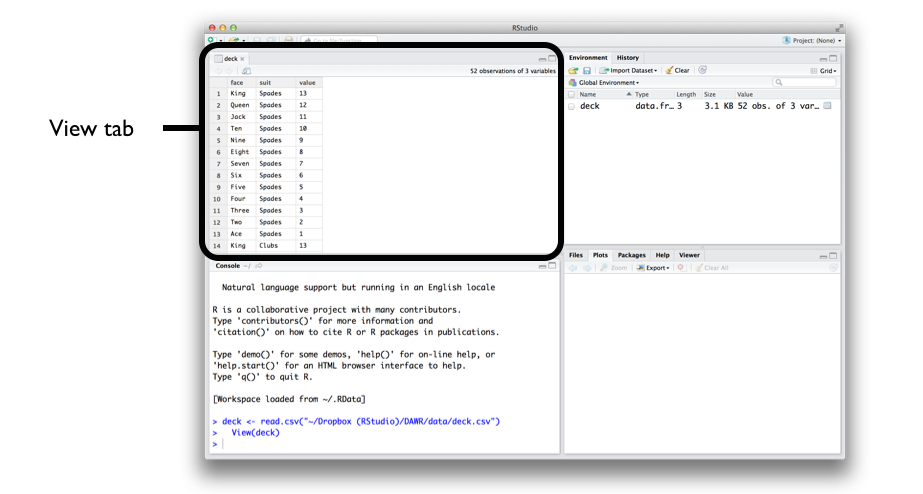 RStudio
Go to file/function
Project: (None)
View tab
deck
52 observations of 3 variables
face suit value
1 King Spades 13
2 Queen Spades 12
3 Jack Spades 11
4 Ten Spades 10
5 Nine Spades 9
6 Eight Spades 8
7 Seven Spades 7
8 Six Spades 6
9 Five Spades 5
10 Four Spades 4
11 Three Spades 3
12 Two Spades 2
13 Ace Spades 1
14 King Clubs 13
Environment History
Import Dataset Clear Grid
Global Environment
Name Type Length Size Value
deck data.fr… 3 3.1 KB 52 obs. of 3 var…
Console ~/
Natural language support but running in an English locale
R is a collaborative project with many contributors.
Type 'contributors()' for more information and
'citation()' on how to cite R or R packages in publications.
Type 'demo()' for some demos, 'help()' for on-line help, or
'help.start()' for an HTML browser interface to help.
Type 'q()' to quit R.
[Workspace loaded from ~/.RData]
> deck <- read.csv("~/Dropbox (RStudio)/DAWR/data/deck.csv")
> View(deck)
>
Files Plots Packages Help Viewer
Zoom Export Clear All